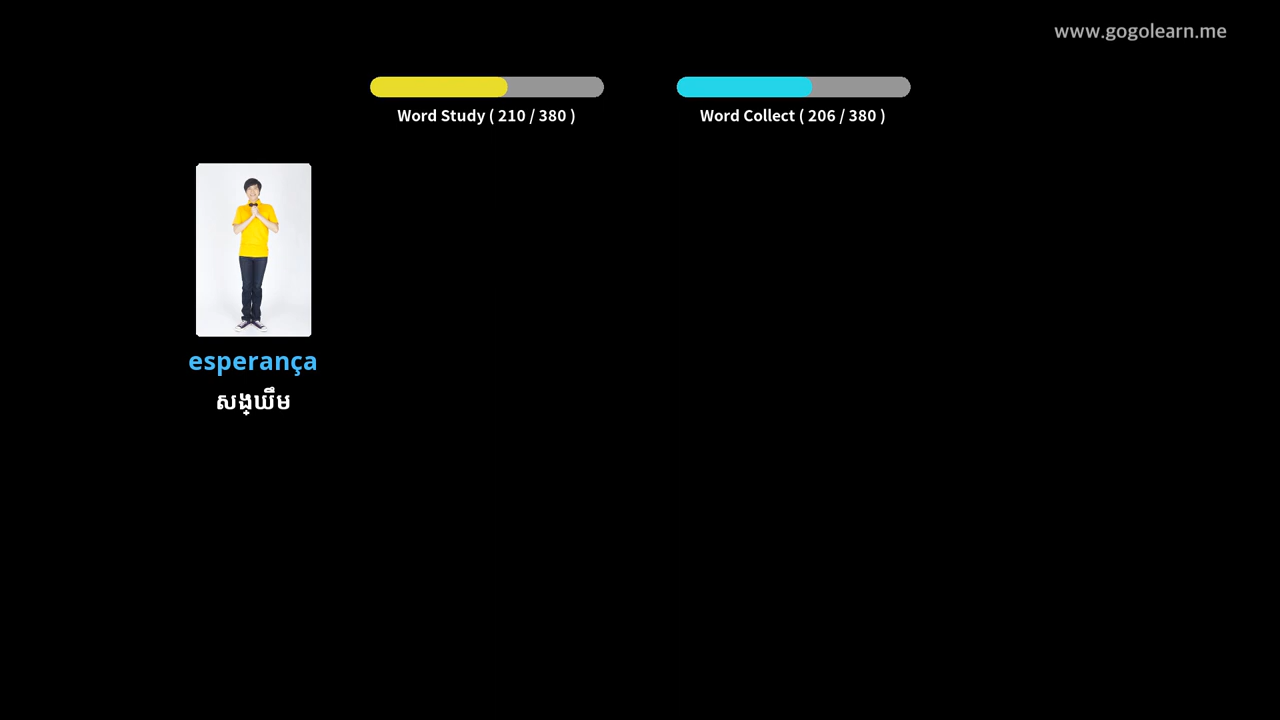 www.gogolearn.me
Word Study ( 210 / 380 )
Word Collect ( 206 / 380 )
esperança
សង្ឃឹម